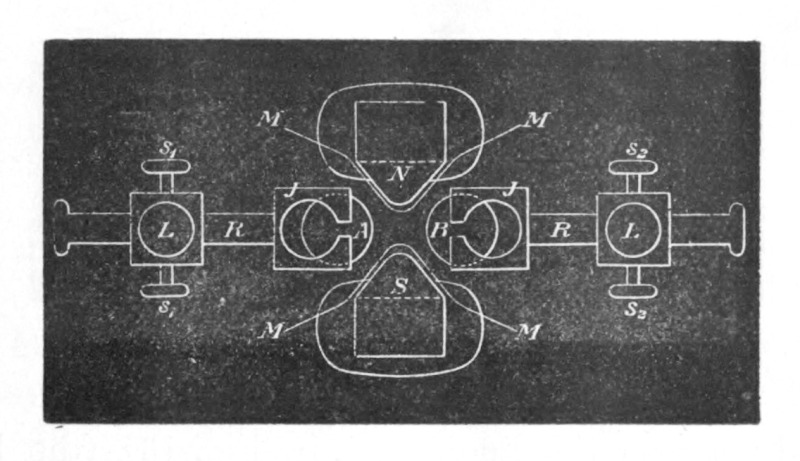 M M
S₁ N S₂
J J
L R A B R L
S
S₁ M M S₂